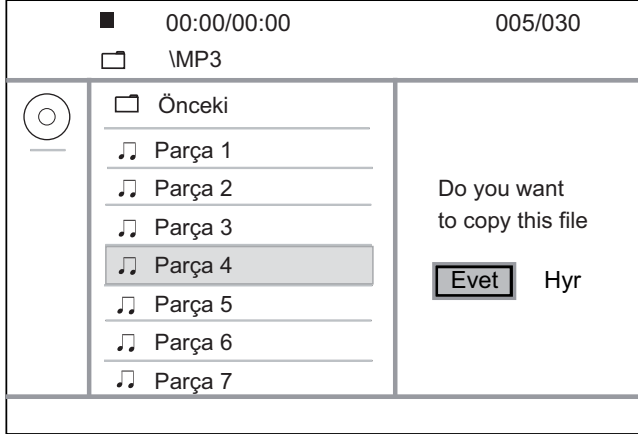 00:00/00:00 005/030
\MP3
Önceki
Parça 1
Parça 2
Parça 3
Parça 4
Parça 5
Parça 6
Parça 7
Do you want
to copy this file
Evet Hyr